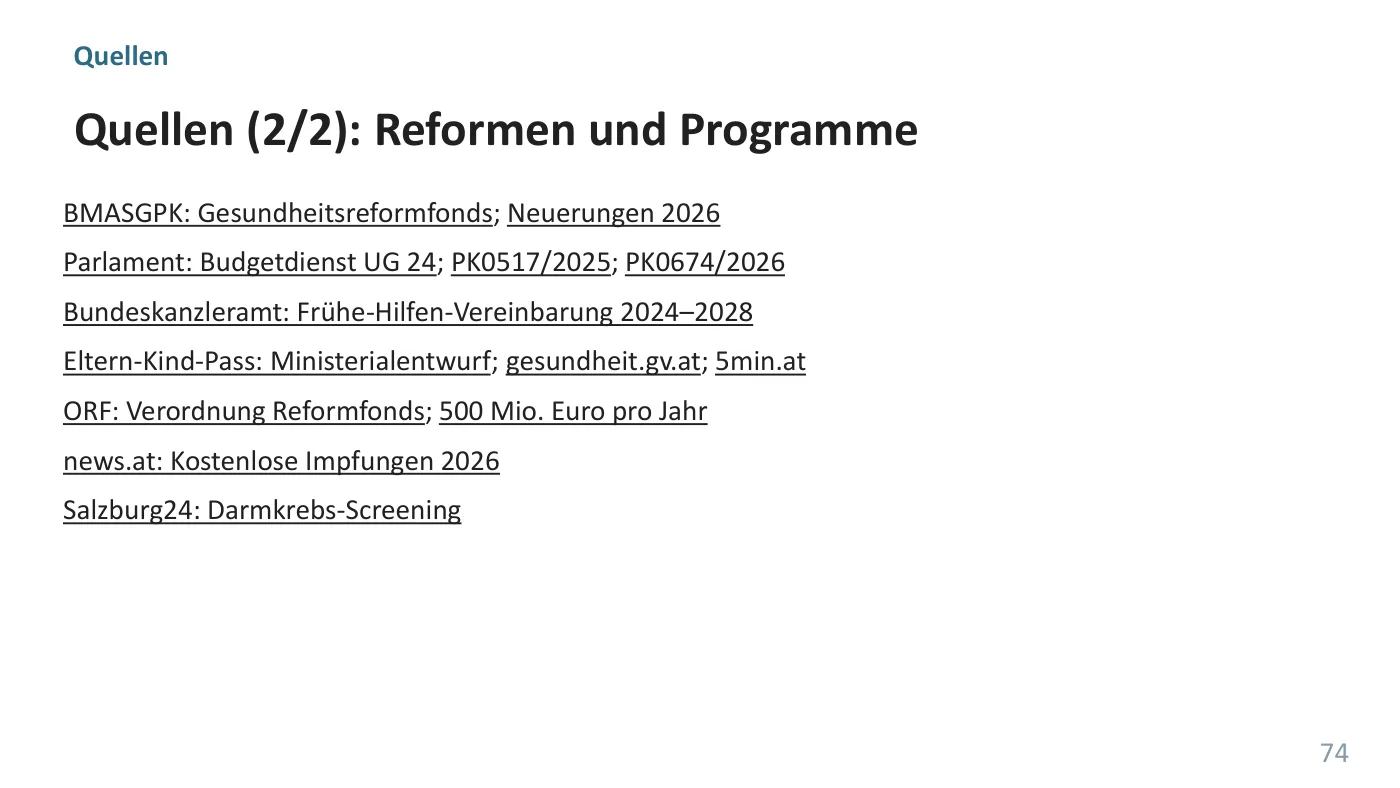 Quellen
Quellen (2/2): Reformen und Programme
BMASGPK: Gesundheitsreformfonds; Neuerungen 2026
Parlament: Budgetdienst UG 24; PK0517/2025; PK0674/2026
Bundeskanzleramt: Frühe-Hilfen-Vereinbarung 2024–2028
Eltern-Kind-Pass: Ministerialentwurf; gesundheit.gv.at; 5min.at
ORF: Verordnung Reformfonds; 500 Mio. Euro pro Jahr
news.at: Kostenlose Impfungen 2026
Salzburg24: Darmkrebs-Screening
74